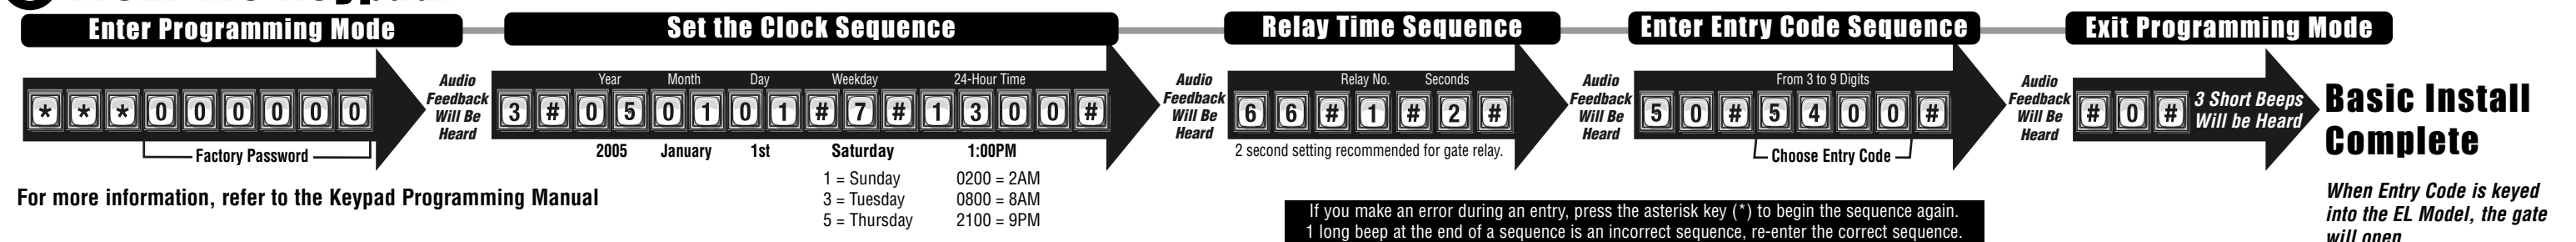 Enter Programming Mode
* * * 0 0 0 0 0 0
Factory Password
For more information, refer to the Keypad Programming Manual
Audio
Feedback
Will Be
Heard
Set the Clock Sequence
Year Month Day Weekday 24-Hour Time
3 # 0 5 0 1 0 1 # 7 # 1 3 0 0 #
2005 January 1st Saturday 1:00PM
1 = Sunday 0200 = 2AM
3 = Tuesday 0800 = 8AM
5 = Thursday 2100 = 9PM
Audio
Feedback
Will Be
Heard
Relay Time Sequence
Relay No. Seconds
6 6 # 1 # 2 #
2 second setting recommended for gate relay.
Audio
Feedback
Will Be
Heard
Enter Entry Code Sequence
From 3 to 9 Digits
5 0 # 5 4 0 0 #
Choose Entry Code
If you make an error during an entry, press the asterisk key (*) to begin the sequence again.
1 long beep at the end of a sequence is an incorrect sequence, re-enter the correct sequence.
Audio
Feedback
Will Be
Heard
Exit Programming Mode
# 0 # 3 Short Beeps
Will be Heard
Basic Install
Complete
When Entry Code is keyed
into the EL Model, the gate
will open